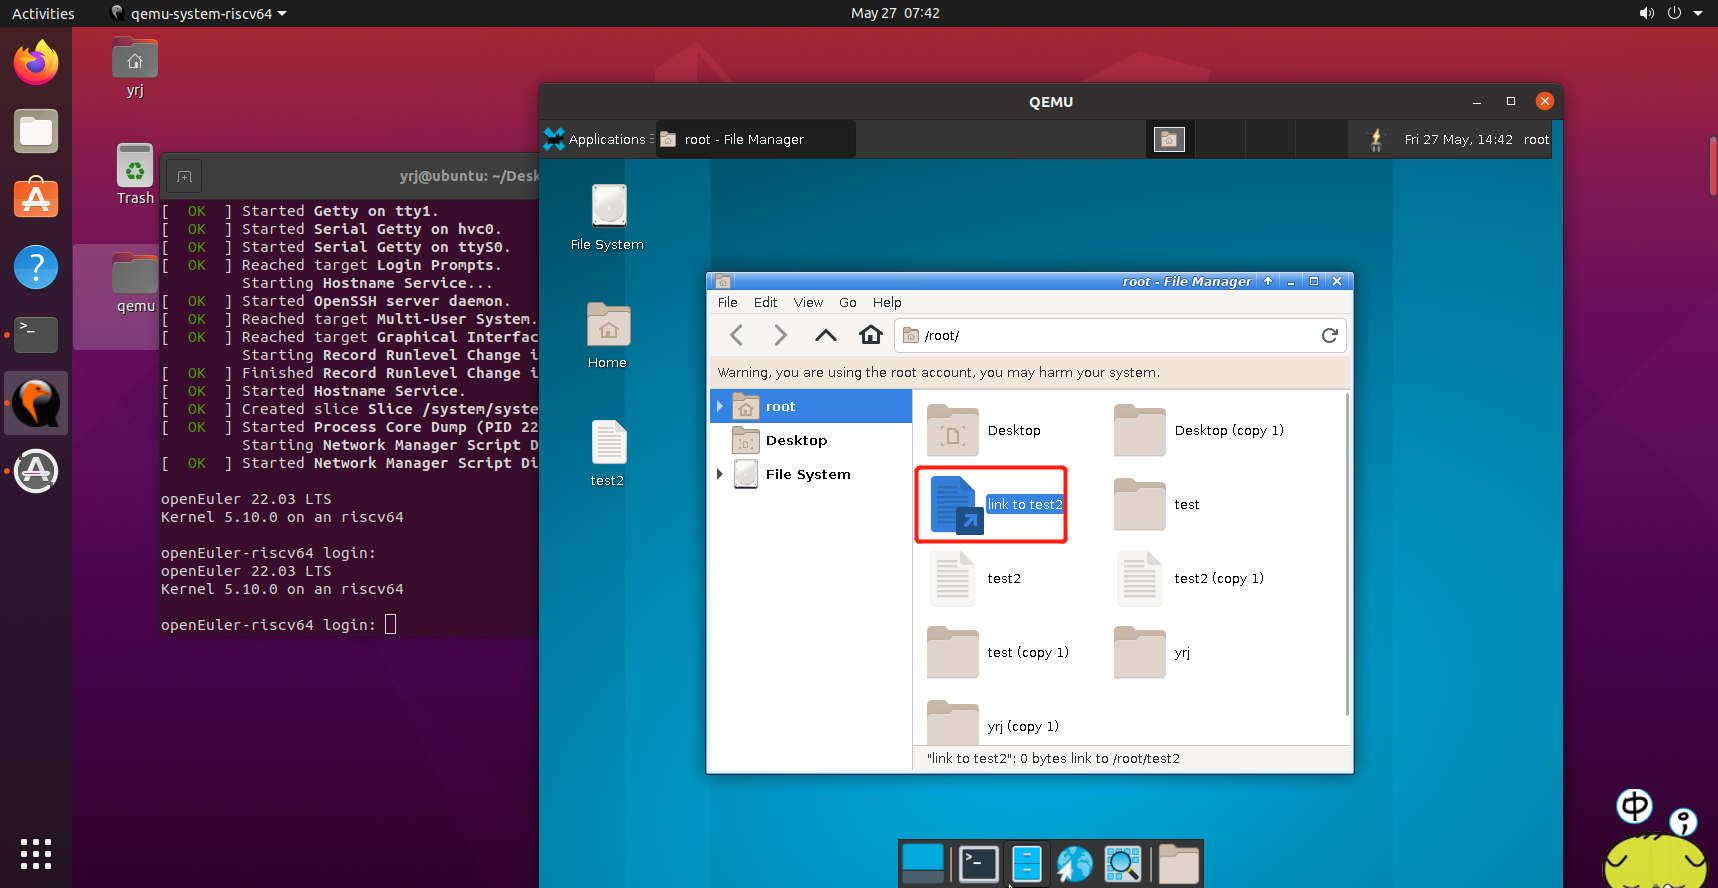 Activities
qemu-system-riscv64
May 27 07:42
yrj
Trash
qemu
yrj@ubuntu: ~/Desk
[ OK ] Started Getty on tty1.
[ OK ] Started Serial Getty on hvc0.
[ OK ] Started Serial Getty on ttyS0.
[ OK ] Reached target Login Prompts.
Starting Hostname Service...
[ OK ] Started OpenSSH server daemon.
[ OK ] Reached target Multi-User System.
[ OK ] Reached target Graphical Interfac
Starting Record Runlevel Change i
[ OK ] Finished Record Runlevel Change i
[ OK ] Started Hostname Service.
[ OK ] Created slice Slice /system/syste
[ OK ] Started Process Core Dump (PID 22
Starting Network Manager Script D
[ OK ] Started Network Manager Script Di
openEuler 22.03 LTS
Kernel 5.10.0 on an riscv64
openEuler-riscv64 login:
openEuler 22.03 LTS
Kernel 5.10.0 on an riscv64
openEuler-riscv64 login:
QEMU
Applications
root - File Manager
Fri 27 May, 14:42
root
File System
Home
test2
root - File Manager
File Edit View Go Help
/root/
Warning, you are using the root account, you may harm your system.
root
Desktop
File System
Desktop
Desktop (copy 1)
link to test2
test
test2
test2 (copy 1)
test (copy 1)
yrj
yrj (copy 1)
"link to test2": 0 bytes link to /root/test2
中